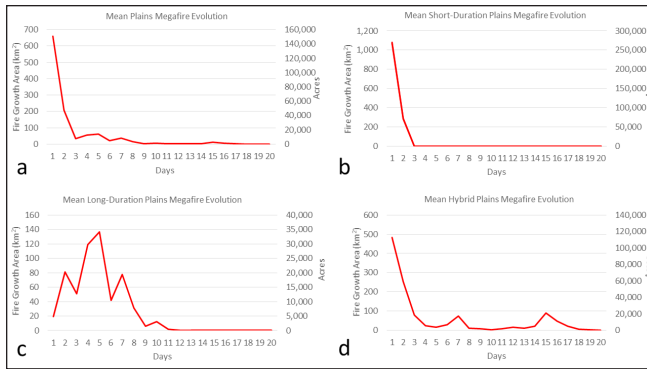 Mean Plains Megafire Evolution
700
600
500
400
300
200
100
0
Fire Growth Area (km²)
160,000
140,000
120,000
100,000
80,000
60,000
40,000
20,000
0
Acres
1 2 3 4 5 6 7 8 9 10 11 12 13 14 15 16 17 18 19 20
Days
a
Mean Short-Duration Plains Megafire Evolution
1,200
1,000
800
600
400
200
0
Fire Growth Area (km²)
300,000
250,000
200,000
150,000
100,000
50,000
0
Acres
1 2 3 4 5 6 7 8 9 10 11 12 13 14 15 16 17 18 19 20
Days
b
Mean Long-Duration Plains Megafire Evolution
160
140
120
100
80
60
40
20
0
Fire Growth Area (km²)
40,000
35,000
30,000
25,000
20,000
15,000
10,000
5,000
0
Acres
1 2 3 4 5 6 7 8 9 10 11 12 13 14 15 16 17 18 19 20
Days
c
Mean Hybrid Plains Megafire Evolution
600
500
400
300
200
100
0
Fire Growth Area (km²)
140,000
120,000
100,000
80,000
60,000
40,000
20,000
0
1 2 3 4 5 6 7 8 9 10 11 12 13 14 15 16 17 18 19 20
Days
d